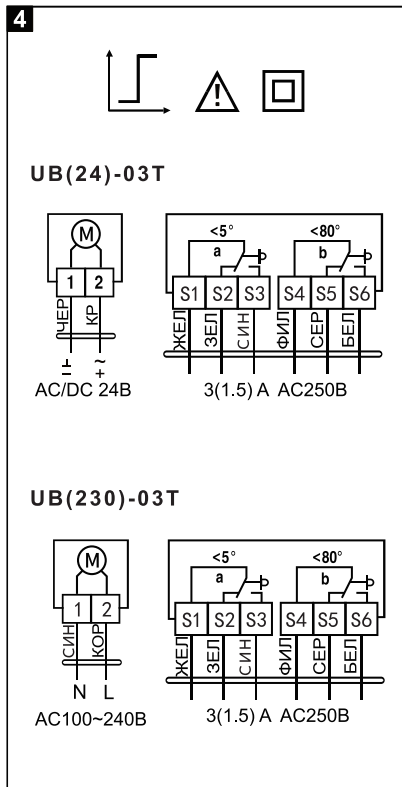 4
UB(24)-03T
M
<5° <80°
a b
1 2 S1 S2 S3 S4 S5 S6
ЧЕР КР ЖЕЛ ЗЕЛ СИН ФИЛ СЕР БЕЛ
~
+
AC/DC 24В 3(1.5) A AC250В
UB(230)-03T
M
<5° <80°
a b
1 2 S1 S2 S3 S4 S5 S6
СИН КОР ЖЕЛ ЗЕЛ СИН ФИЛ СЕР БЕЛ
N L
AC100~240В 3(1.5) A AC250В